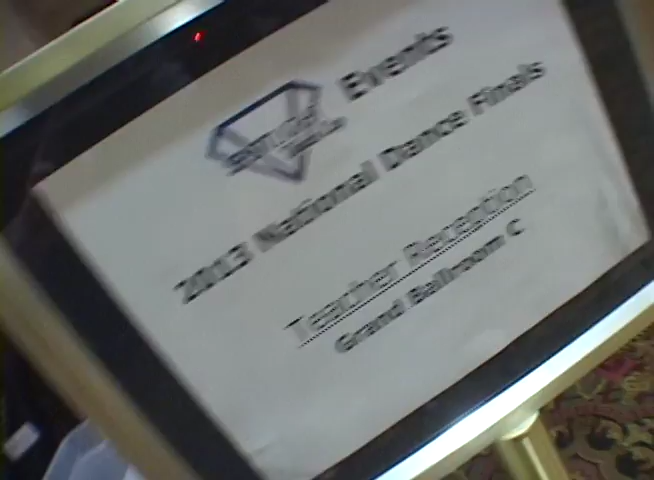 Events
2013 National Dance Finals
Teacher Reception
Grand Ballroom C